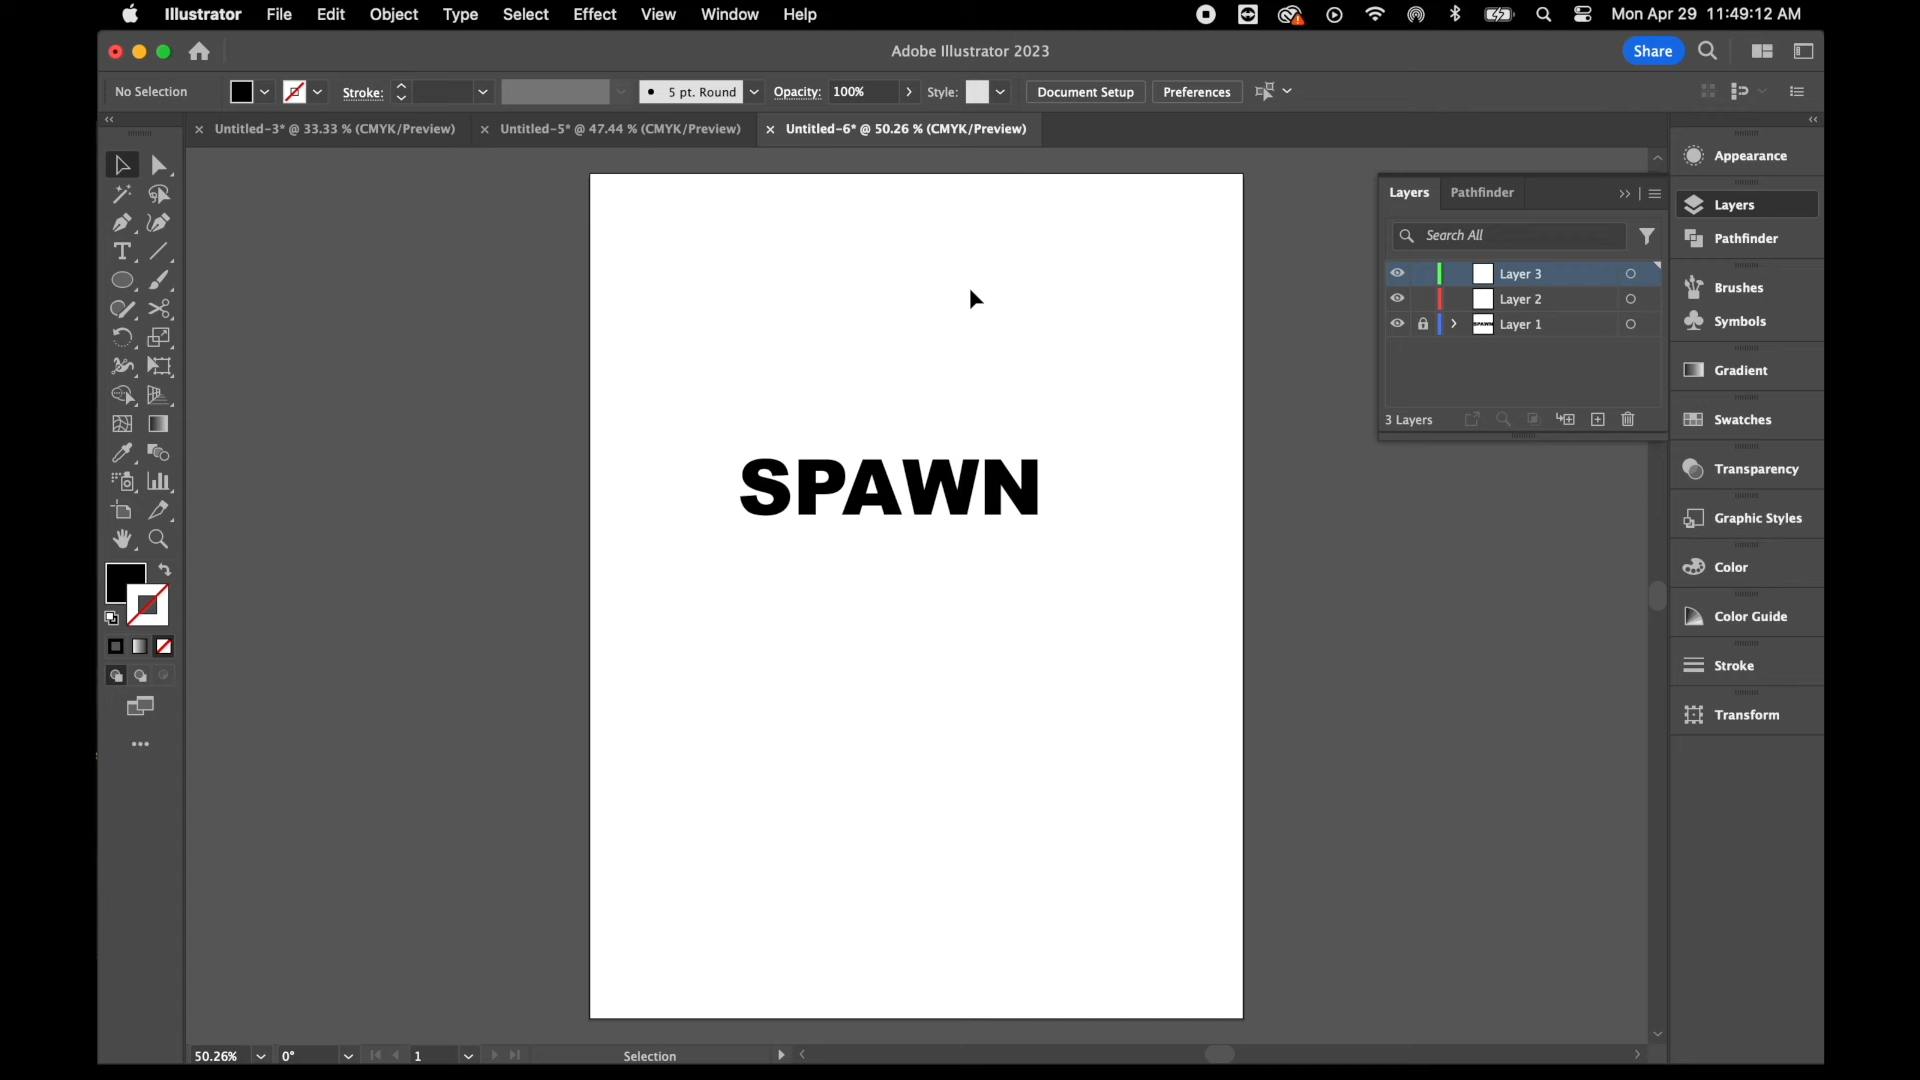 Illustrator File Edit Object Type Select Effect View Window Help Mon Apr 29 11:49:12 AM
Adobe Illustrator 2023 Share
No Selection Stroke: 5 pt. Round Opacity: 100% Style: Document Setup Preferences
Untitled-3* @ 33.33 % (CMYK/Preview) Untitled-5* @ 47.44 % (CMYK/Preview) Untitled-6* @ 50.26 % (CMYK/Preview)
Layers Pathfinder
Search All
Layer 3
Layer 2
SPAWN Layer 1
3 Layers
Appearance
Layers
Pathfinder
Brushes
Symbols
Gradient
Swatches
Transparency
Graphic Styles
Color
Color Guide
Stroke
Transform
SPAWN
50.26% 0° 1 Selection